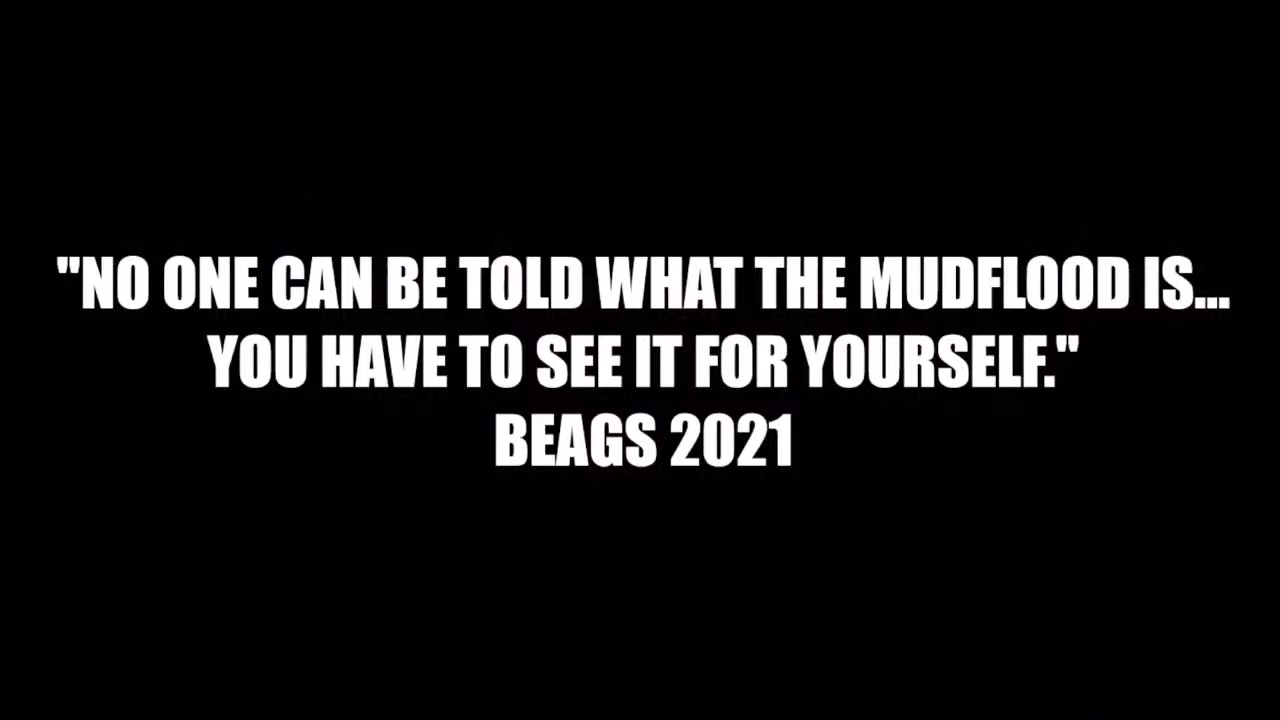 "NO ONE CAN BE TOLD WHAT THE MUDFLOOD IS...
YOU HAVE TO SEE IT FOR YOURSELF."
BEAGS 2021